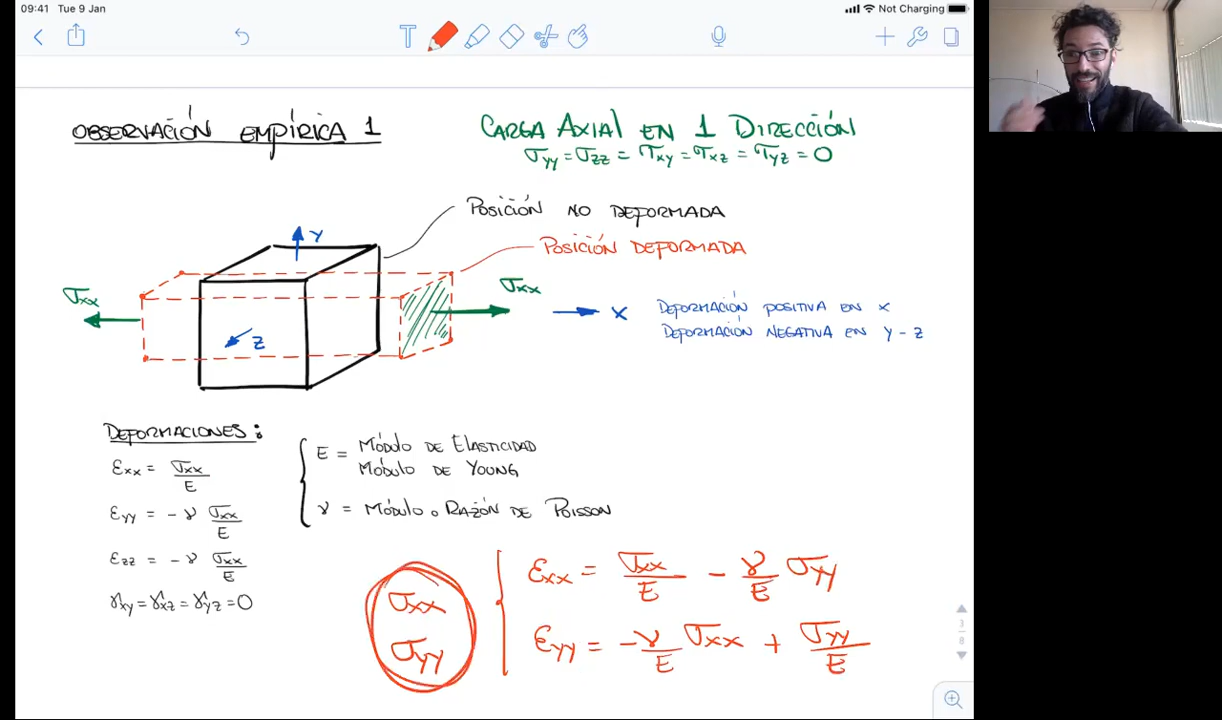 09:41 Tue 9 Jan
Not Charging
T
OBSERVACIÓN EMPÍRICA 1
CARGA AXIAL EN 1 DIRECCIÓN
σyy = σzz = τxy = τxz = τyz = 0
POSICIÓN NO DEFORMADA
POSICIÓN DEFORMADA
Y
σxx
σxx
X
Z
DEFORMACIÓN POSITIVA EN X
DEFORMACIÓN NEGATIVA EN Y - Z
DEFORMACIONES:
εxx = σxx/E
εyy = - ν σxx/E
εzz = - ν σxx/E
γxy = γxz = γyz = 0
E = MÓDULO DE ELASTICIDAD
MÓDULO DE YOUNG
ν = MÓDULO o RAZÓN DE POISSON
σxx
σyy
εxx = σxx/E - ν/E σyy
εyy = -ν/E σxx + σyy/E
3
8